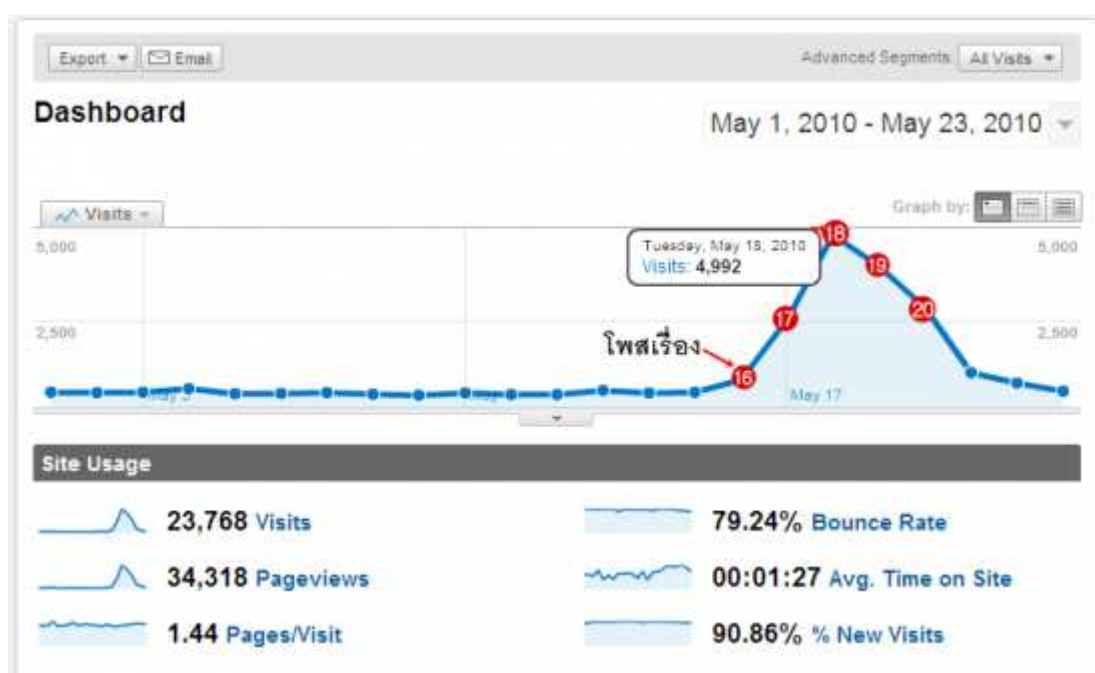 Export Email Advanced Segments: All Visits
Dashboard
May 1, 2010 - May 23, 2010
Visits Graph by:
5,000 5,000
Tuesday, May 18, 2010
Visits: 4,992
18
19
20
17
2,500 2,500
โพสเรื่อง
16
May 17
Site Usage
23,768 Visits 79.24% Bounce Rate
34,318 Pageviews 00:01:27 Avg. Time on Site
1.44 Pages/Visit 90.86% % New Visits